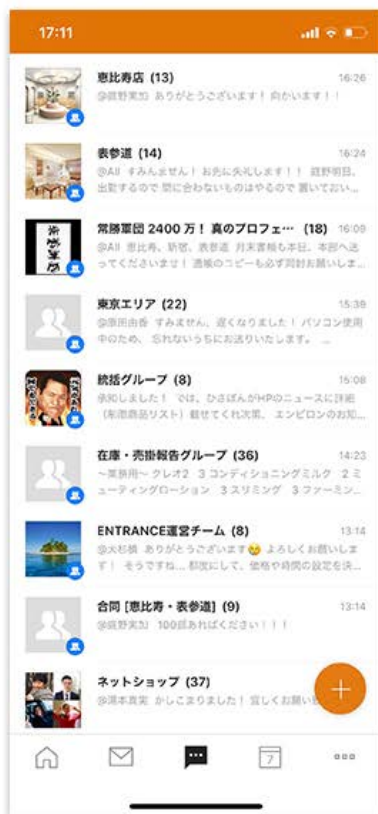 17:11
恵比寿店 (13)
16:26
@庭野実加 ありがとうございます！ 向かいます！！
表参道 (14)
16:24
@All すみません！ お先に失礼します！！ 庭野明日、
出勤するので 間に合わないものはやるので 置いておい...
常勝軍団 2400 万！ 真のプロフェ… (18)
16:09
@All 恵比寿、新宿、表参道 月末書類も本日、本部へ送
ってくださいませ！ 通帳のコピーも必ず同封お願いしま...
東京エリア (22)
15:39
@原田由香 すみません、遅くなりました！ パソコン使用
中のため、 忘れないうちにお送りいたします。 ...
統括グループ (8)
15:08
承知しました！ では、ひさぽんがHPのニュースに詳細
載せてくれ次第、 エンビロンのお知...
在庫・売掛報告グループ (36)
14:23
～業務用～ クレオ2 3 コンディショニングミルク 2 ミ
ューティングローション 3 スリミング 3 ファーミン...
ENTRANCE運営チーム (8)
13:14
@大杉楓 ありがとうございます😊 よろしくお願いしま
す！ そうですね... 都度にして、価格や時間の設定を決...
合同 [恵比寿・表参道] (9)
13:14
@庭野実加 100部あればください！！！
ネットショップ (37)
@湯本真実 かしこまりました！ 宜しくお願い
7